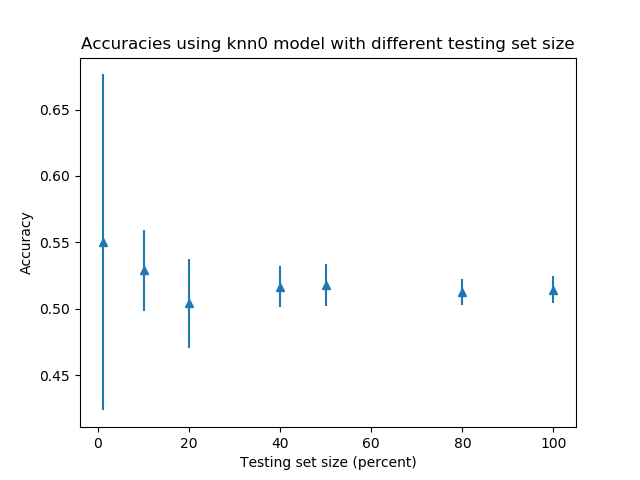 Accuracies using knn0 model with different testing set size
Accuracy
0.65
0.60
0.55
0.50
0.45
0 20 40 60 80 100
Testing set size (percent)